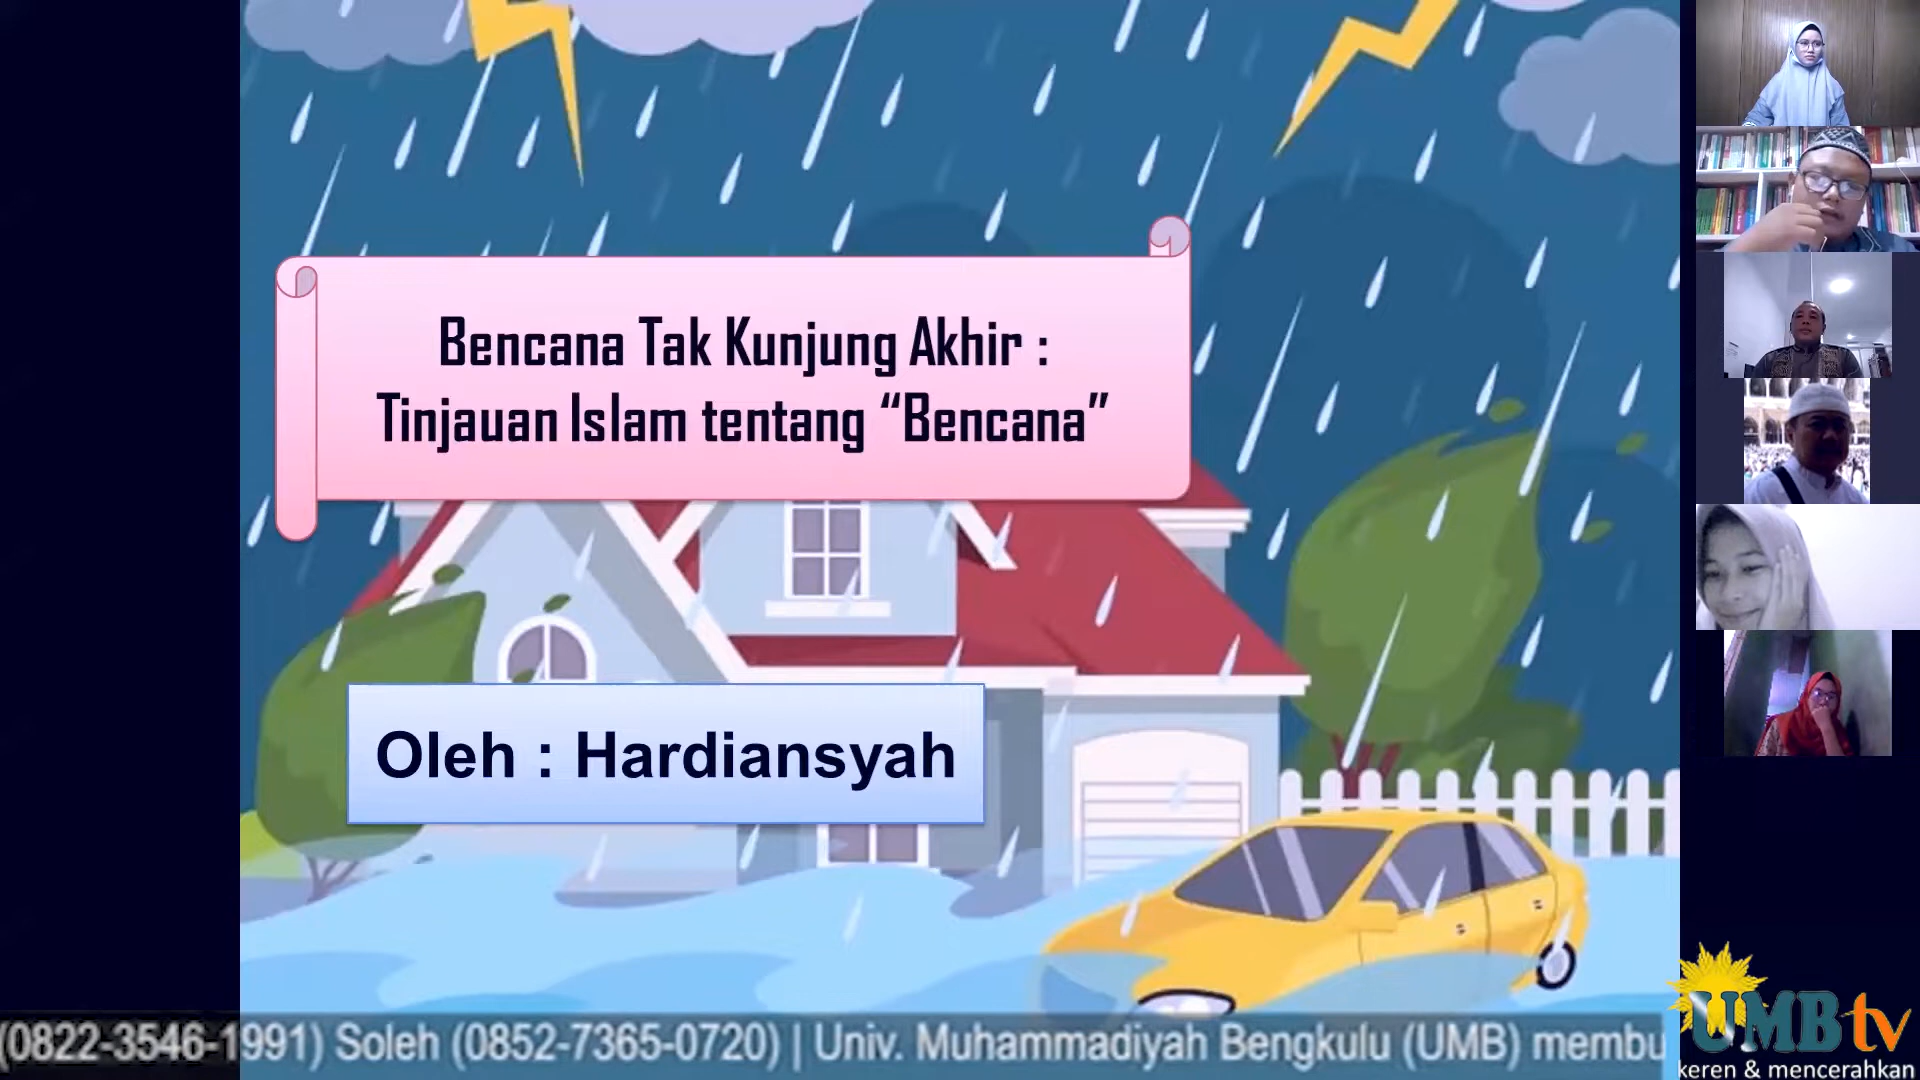 Bencana Tak Kunjung Akhir :
Tinjauan Islam tentang “Bencana”
Oleh : Hardiansyah
(0822-3546-1991) Soleh (0852-7365-0720) | Univ. Muhammadiyah Bengkulu (UMB) membu
UMBtv
keren & mencerahkan